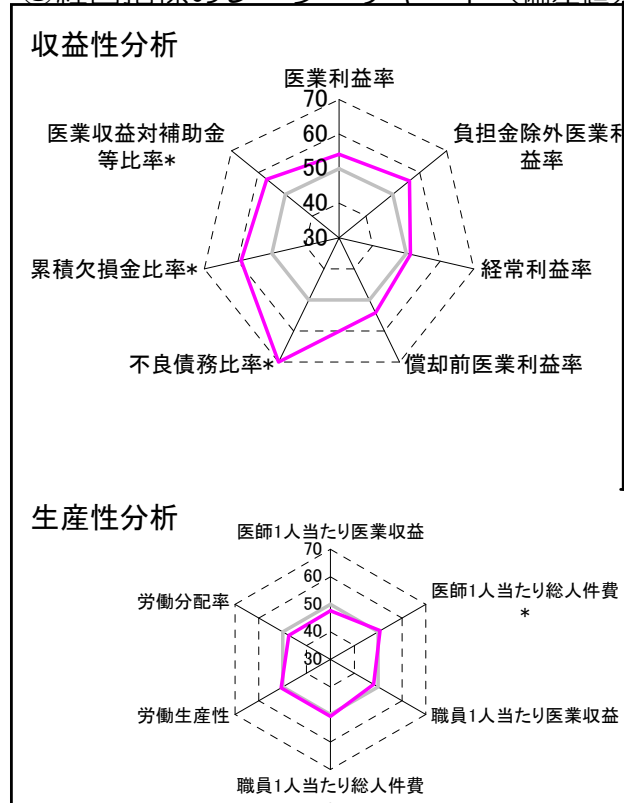 収益性分析
医業利益率
70
医業収益対補助金
等比率*
60
負担金除外医業利
益率
50
40
30
累積欠損金比率*
経常利益率
不良債務比率*
償却前医業利益率
生産性分析
医師1人当たり医業収益
70
60
医師1人当たり総人件費
*
労働分配率
50
40
30
労働生産性
職員1人当たり医業収益
職員1人当たり総人件費